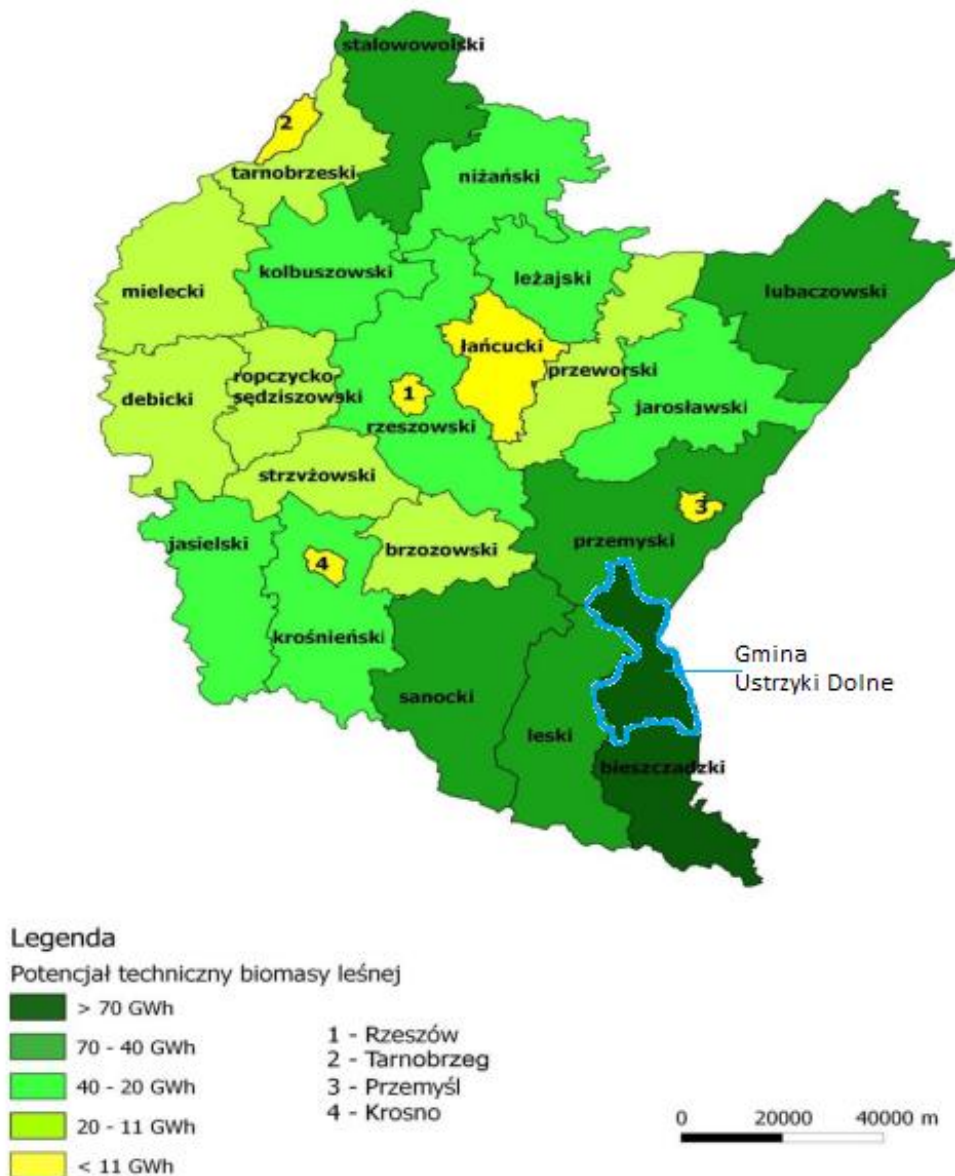 stalowowolski
2
tarnobrzeski
niżański
kolbuszowski
leżajski
mielecki
lubaczowski
łańcucki
ropczycko-
przeworski
debicki
sędziszowski
1
jarosławski
rzeszowski
strzyżowski
3
jasielski
brzozowski
przemyski
4
krośnieński
Gmina
Ustrzyki Dolne
sanocki
leski
bieszczadzki
Legenda
Potencjał techniczny biomasy leśnej
> 70 GWh
70 - 40 GWh
40 - 20 GWh
20 - 11 GWh
< 11 GWh
1 - Rzeszów
2 - Tarnobrzeg
3 - Przemyśl
4 - Krosno
0 20000 40000 m